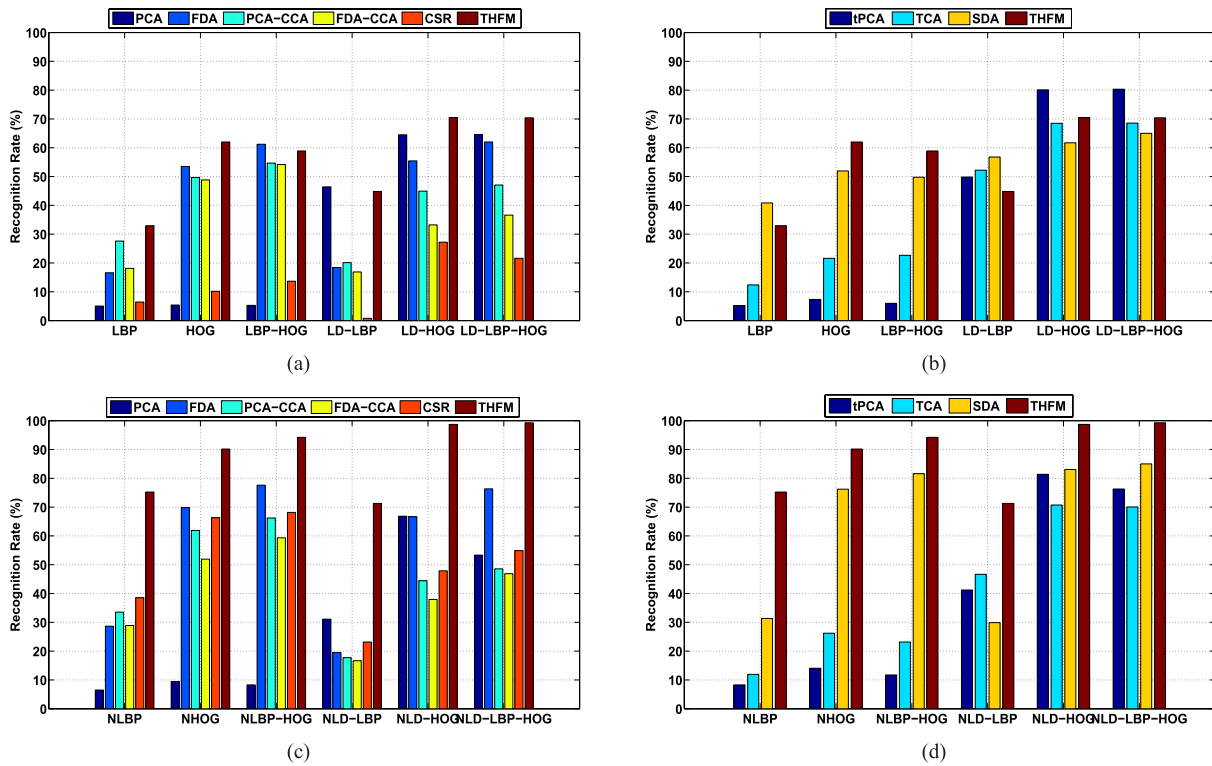 PCA FDA PCA-CCA FDA-CCA CSR THFM
Recognition Rate (%)
100
90
80
70
60
50
40
30
20
10
0
LBP HOG LBP-HOG LD-LBP LD-HOG LD-LBP-HOG
(a)
tPCA TCA SDA THFM
Recognition Rate (%)
100
90
80
70
60
50
40
30
20
10
0
LBP HOG LBP-HOG LD-LBP LD-HOG LD-LBP-HOG
(b)
PCA FDA PCA-CCA FDA-CCA CSR THFM
Recognition Rate (%)
100
90
80
70
60
50
40
30
20
10
0
NLBP NHOG NLBP-HOG NLD-LBP NLD-HOG NLD-LBP-HOG
(c)
tPCA TCA SDA THFM
Recognition Rate (%)
100
90
80
70
60
50
40
30
20
10
0
NLBP NHOG NLBP-HOG NLD-LBP NLD-HOG NLD-LBP-HOG
(d)